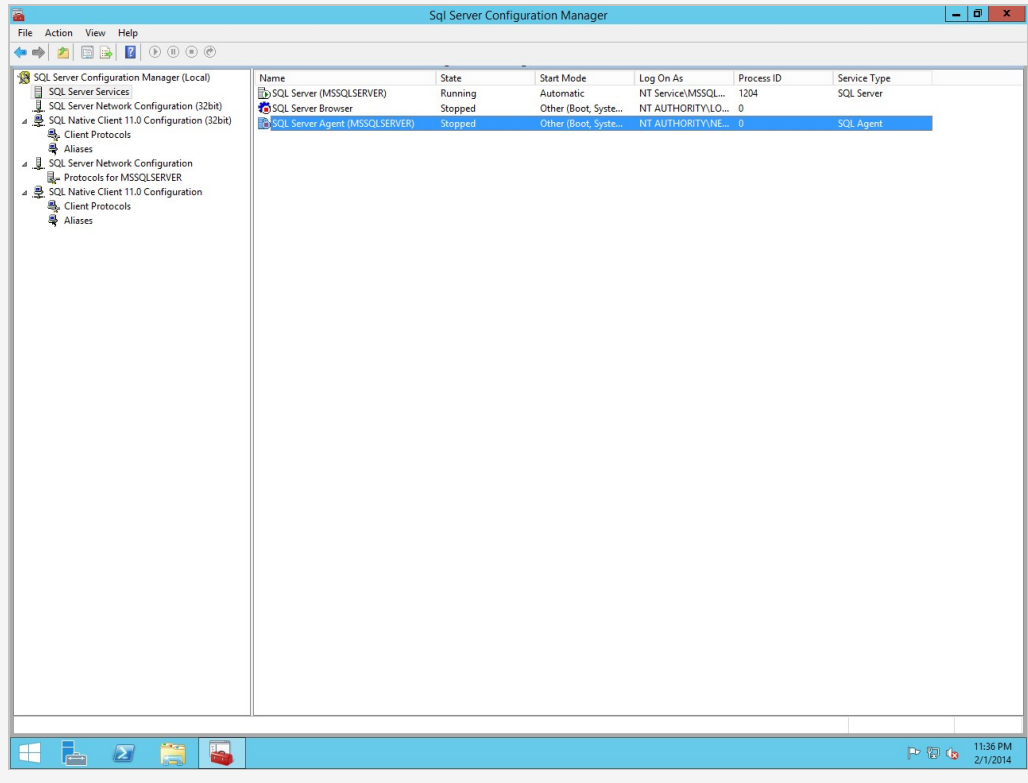 Sql Server Configuration Manager
File Action View Help
SQL Server Configuration Manager (Local)
SQL Server Services
SQL Server Network Configuration (32bit)
SQL Native Client 11.0 Configuration (32bit)
Client Protocols
Aliases
SQL Server Network Configuration
Protocols for MSSQLSERVER
SQL Native Client 11.0 Configuration
Client Protocols
Aliases
Name State Start Mode Log On As Process ID Service Type
SQL Server (MSSQLSERVER) Running Automatic NT Service\MSSQL... 1204 SQL Server
SQL Server Browser Stopped Other (Boot, Syste... NT AUTHORITY\LO... 0
SQL Server Agent (MSSQLSERVER) Stopped Other (Boot, Syste... NT AUTHORITY\NE... 0 SQL Agent
11:36 PM
2/1/2014